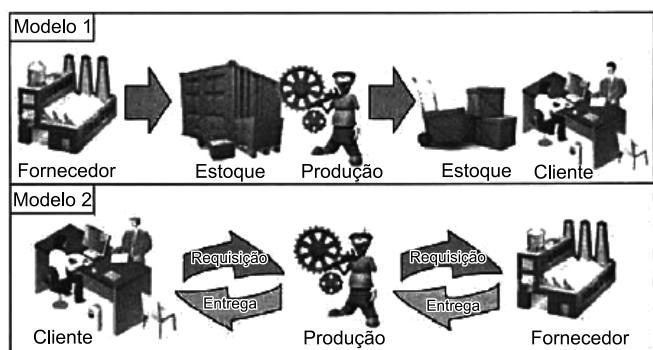 Modelo 1
Fornecedor Estoque Produção Estoque Cliente
Modelo 2
Requisição Requisição
Entrega Entrega
Cliente Produção Fornecedor